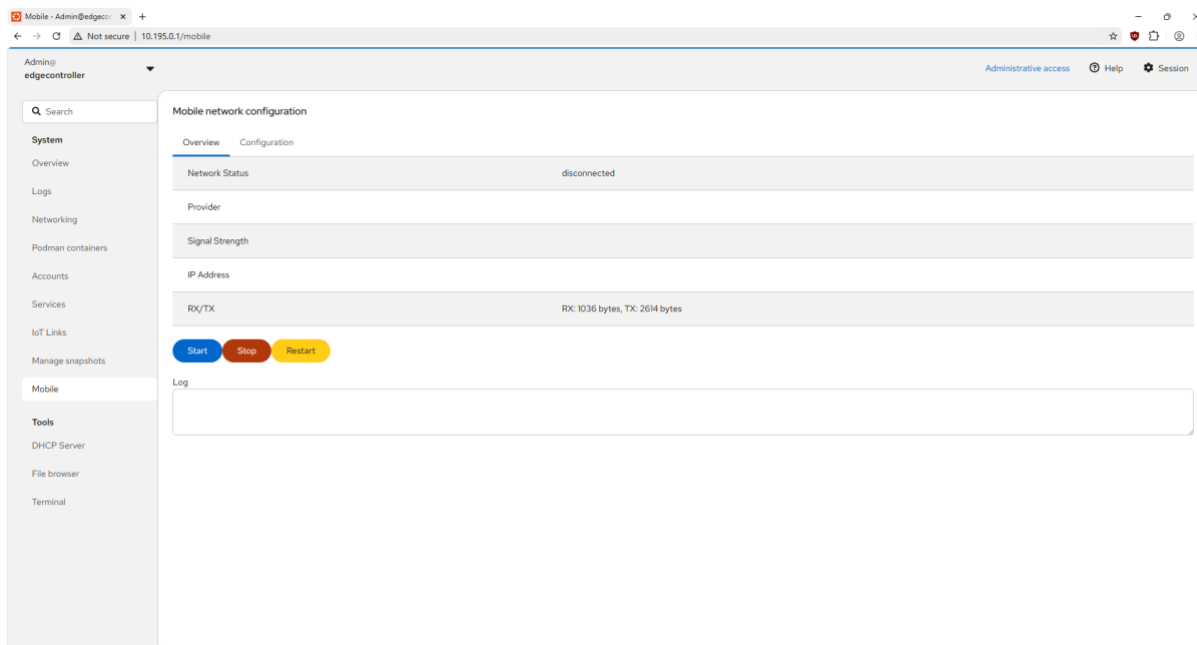 Mobile - Admin@edgeco
Not secure 10.195.0.1/mobile
Admin@
edgecontroller
Administrative access Help Session
Search
System
Overview
Logs
Networking
Podman containers
Accounts
Services
IoT Links
Manage snapshots
Mobile
Tools
DHCP Server
File browser
Terminal
Mobile network configuration
Overview Configuration
Network Status disconnected
Provider
Signal Strength
IP Address
RX/TX RX: 1036 bytes, TX: 2614 bytes
Start Stop Restart
Log